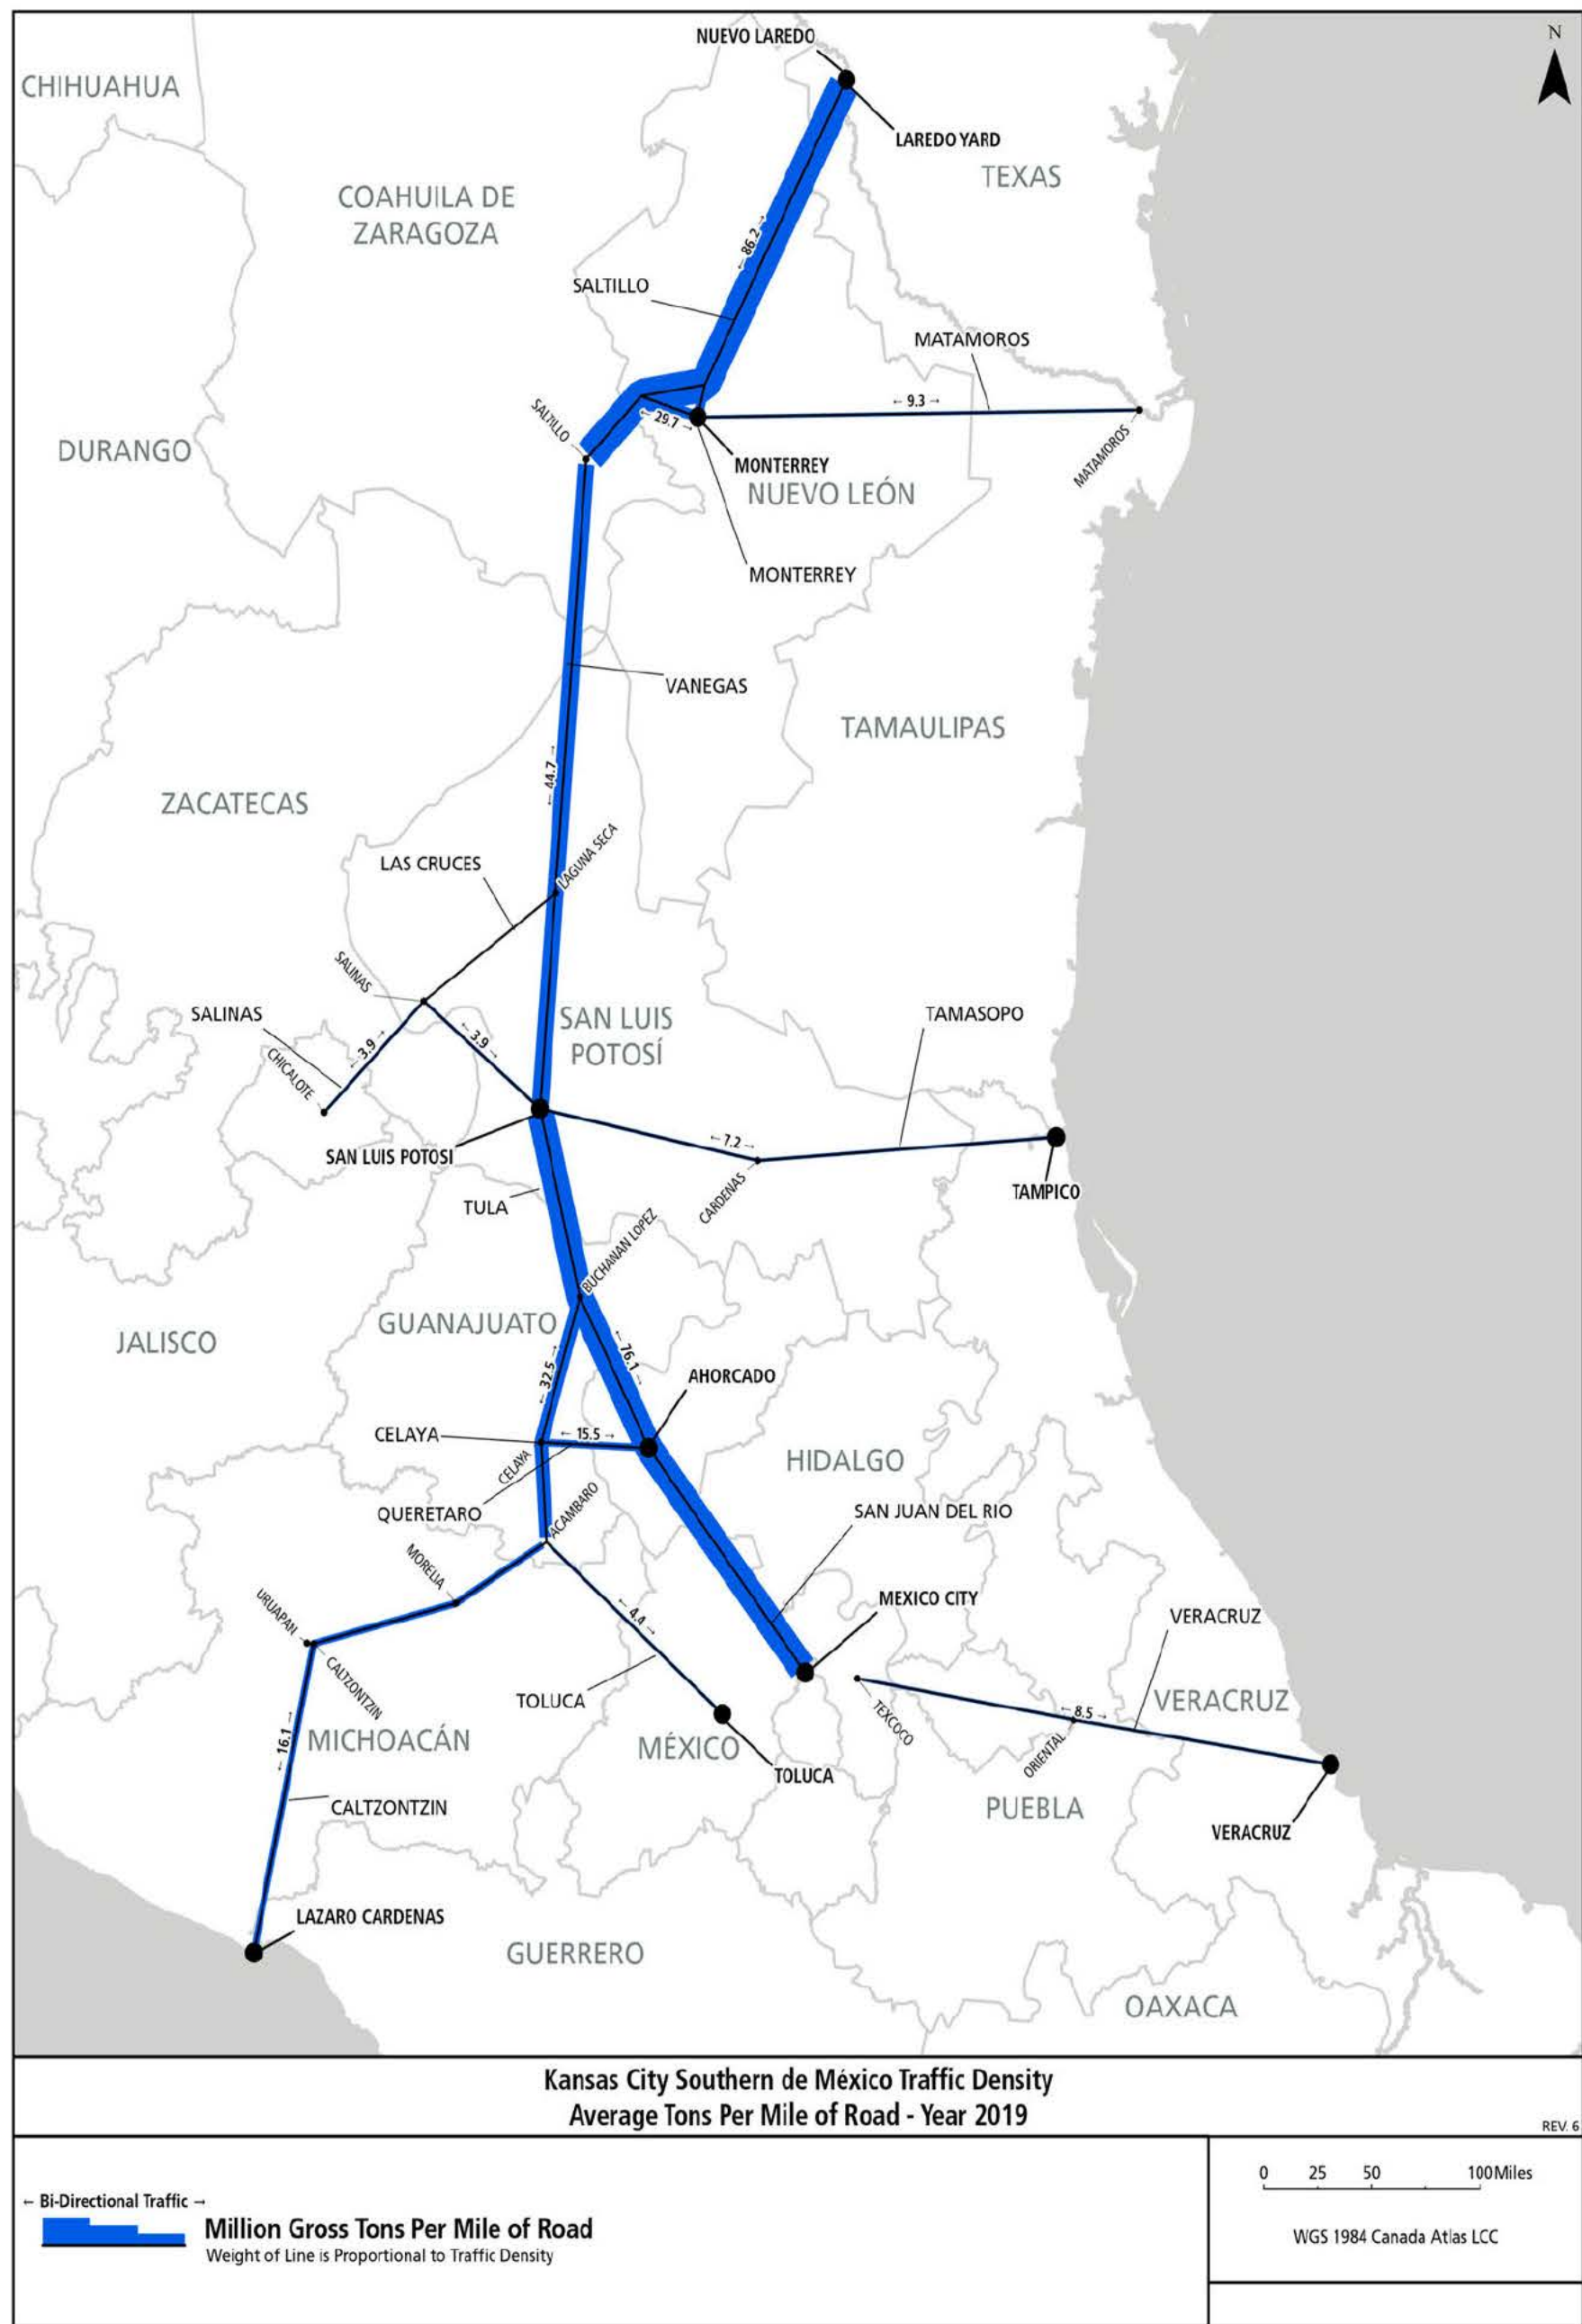 N
NUEVO LAREDO
CHIHUAHUA
LAREDO YARD
TEXAS
COAHUILA DE
ZARAGOZA
← 86.2 →
SALTILLO
MATAMOROS
← 9.3 →
SALTILLO
← 29.7 →
DURANGO
MATAMOROS
MONTERREY
NUEVO LEÓN
MONTERREY
VANEGAS
TAMAULIPAS
← 44.7 →
ZACATECAS
LAS CRUCES
LAGUNA SECA
SALINAS
SALINAS
SAN LUIS
POTOSÍ
TAMASOPO
← 3.9 →
← 3.9 →
CHICALOTE
← 7.2 →
SAN LUIS POTOSI
CARDENAS
TAMPICO
TULA
BUCHANAN LOPEZ
GUANAJUATO
JALISCO
← 76.1 →
← 32.5 →
AHORCADO
CELAYA
← 15.5 →
CELAYA
HIDALGO
QUERETARO
ACAMBARO
SAN JUAN DEL RIO
MORELIA
URUAPAN
MEXICO CITY
← 4.4 →
VERACRUZ
CALTZONTZIN
TOLUCA
VERACRUZ
TEXCOCO
← 8.5 →
← 16.1 →
MICHOACÁN
MÉXICO
ORIENTAL
TOLUCA
CALTZONTZIN
PUEBLA
VERACRUZ
LAZARO CARDENAS
GUERRERO
OAXACA
Kansas City Southern de México Traffic Density
Average Tons Per Mile of Road - Year 2019
REV. 6
← Bi-Directional Traffic →
Million Gross Tons Per Mile of Road
Weight of Line is Proportional to Traffic Density
0 25 50 100 Miles
WGS 1984 Canada Atlas LCC